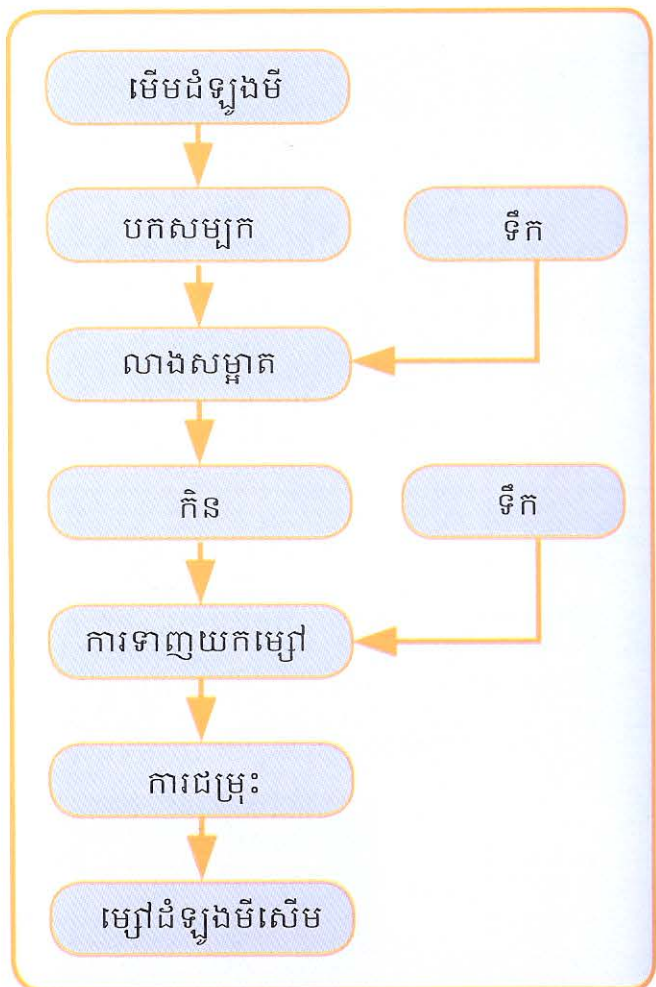 មើមដំឡូងមី
បកសម្បក
ទឹក
លាងសម្អាត
កិន
ទឹក
ការទាញយកម្សៅ
ការជម្រុះ
ម្សៅដំឡូងមីសើម